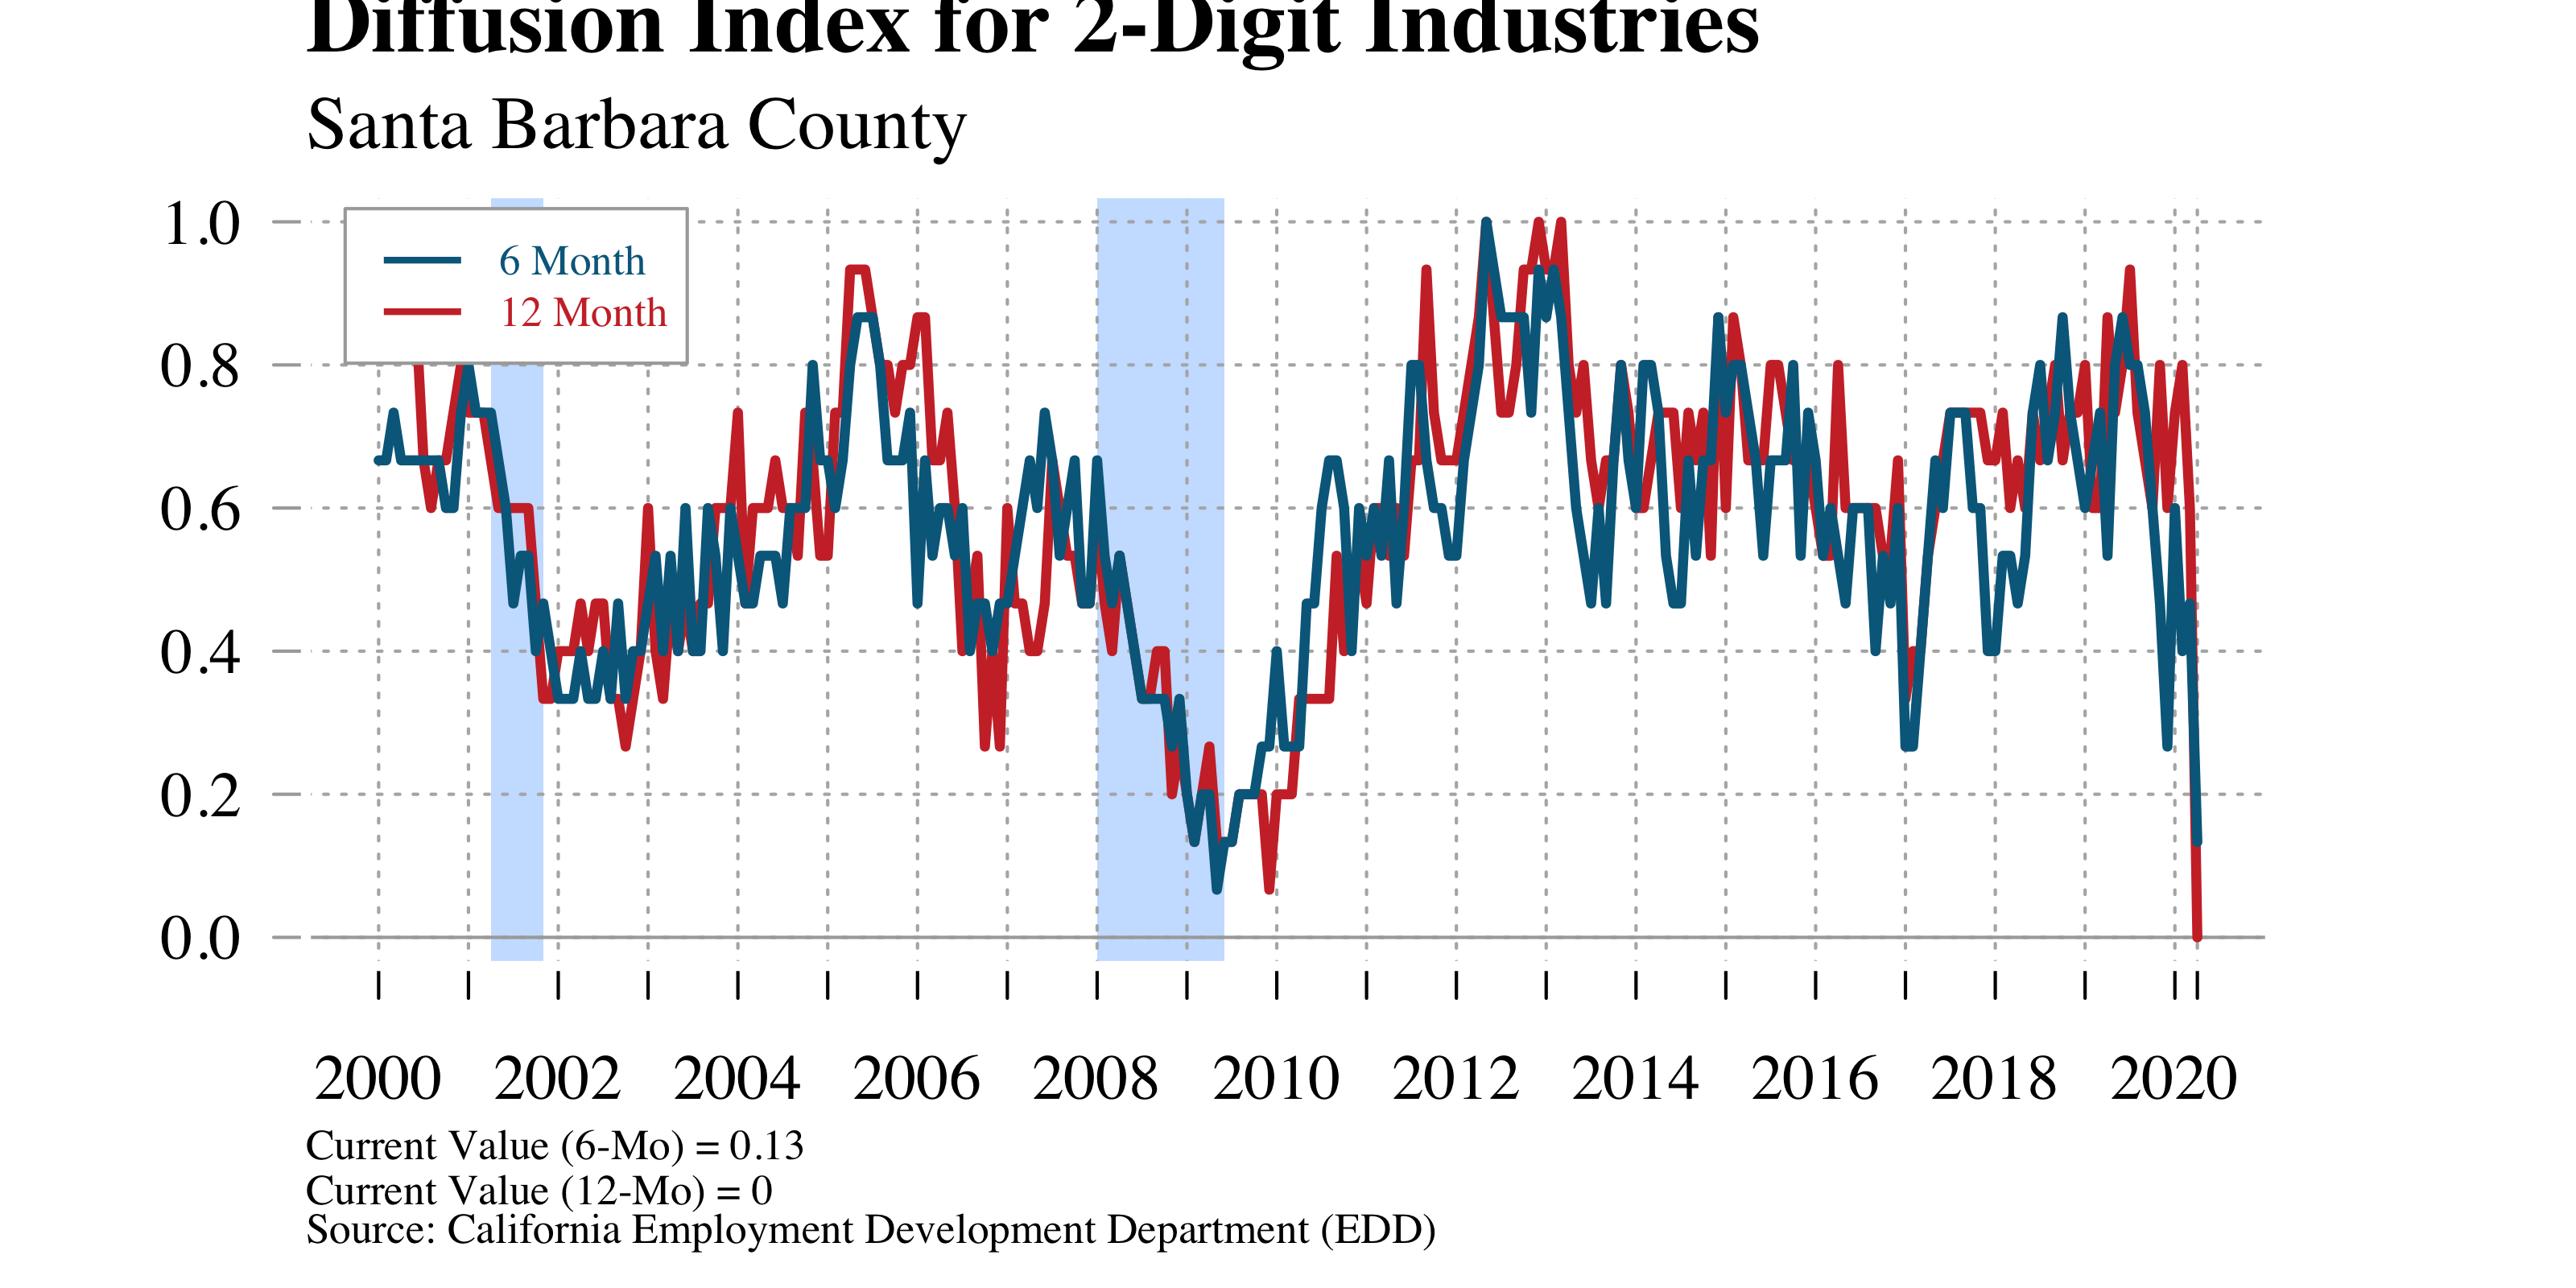 Diffusion Index for 2-Digit Industries
Santa Barbara County
1.0
0.8
0.6
0.4
0.2
0.0
6 Month
12 Month
2000 2002 2004 2006 2008 2010 2012 2014 2016 2018 2020
Current Value (6-Mo) = 0.13
Current Value (12-Mo) = 0
Source: California Employment Development Department (EDD)